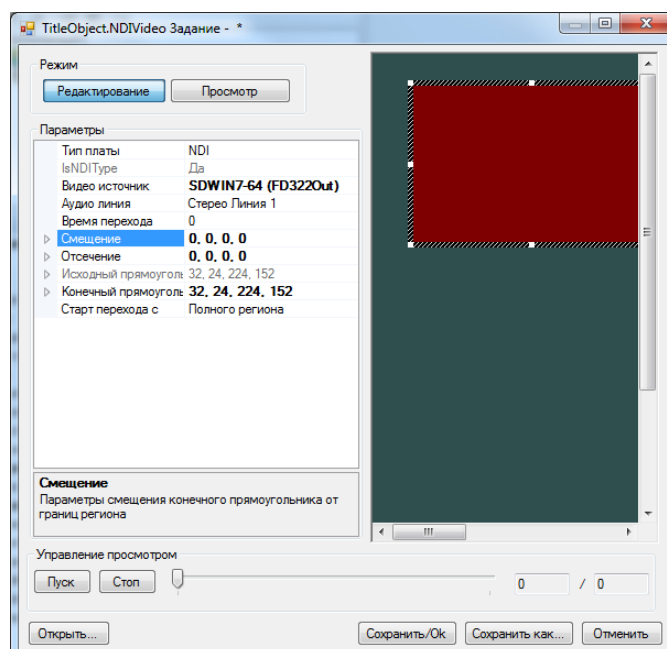 TitleObject.NDIVideo Задание - *
Режим
Редактирование Просмотр
Параметры
Тип платы NDI
IsNDIType Да
Видео источник SDWIN7-64 (FD322Out)
Аудио линия Стерео Линия 1
Время перехода 0
Смещение 0, 0, 0, 0
Отсечение 0, 0, 0, 0
Исходный прямоуголь 32, 24, 224, 152
Конечный прямоуголь 32, 24, 224, 152
Старт перехода с Полного региона
Смещение
Параметры смещения конечного прямоугольника от
границ региона
Управление просмотром
Пуск Стоп 0 / 0
Открыть... Сохранить/Ok Сохранить как... Отменить